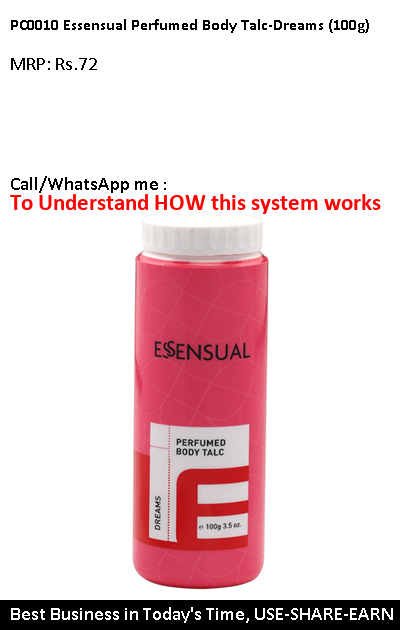 PC0010 Essensual Perfumed Body Talc-Dreams (100g)
MRP: Rs.72
Call/WhatsApp me :
To Understand HOW this system works
ESSENSUAL
PERFUMED
BODY TALC
DREAMS
e 100g 3.5 oz.
Best Business in Today's Time, USE-SHARE-EARN